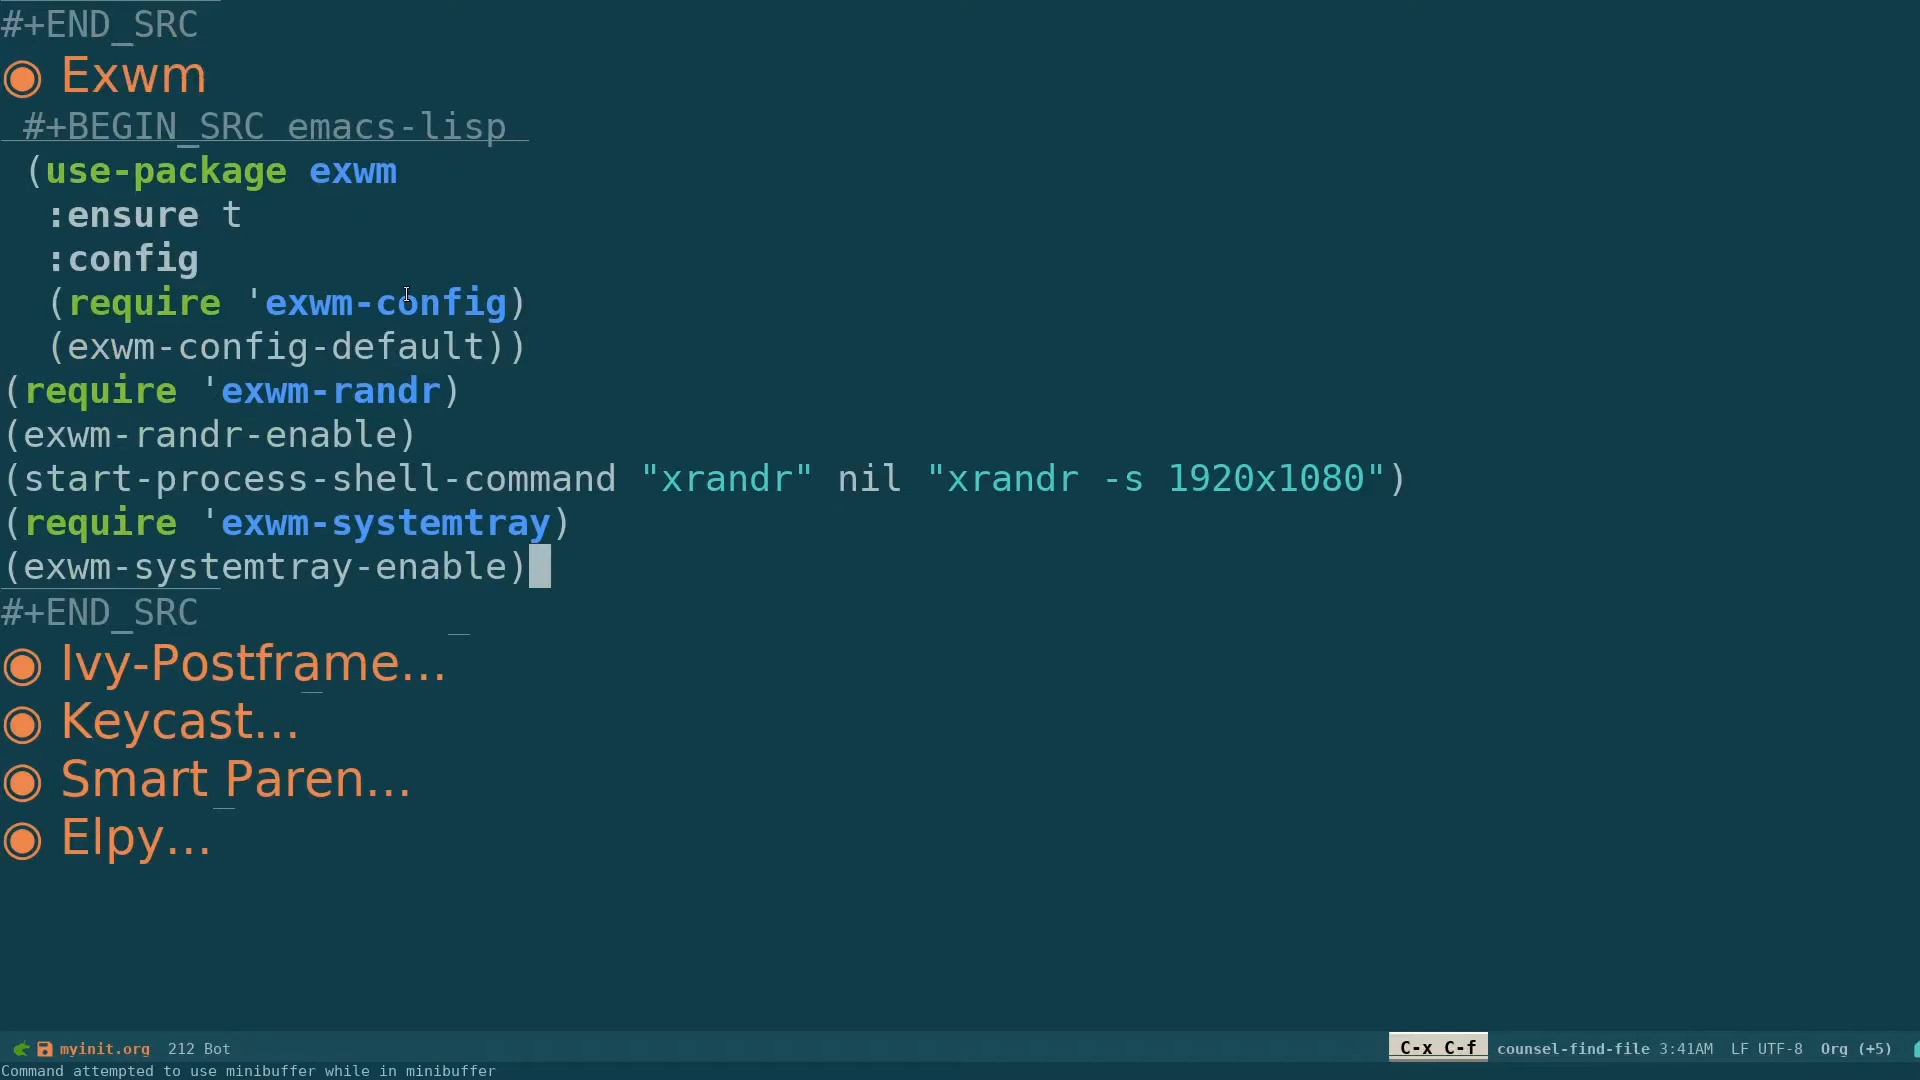 #+END_SRC
◉ Exwm
#+BEGIN_SRC emacs-lisp
(use-package exwm
:ensure t
:config
(require 'exwm-config)
(exwm-config-default))
(require 'exwm-randr)
(exwm-randr-enable)
(start-process-shell-command "xrandr" nil "xrandr -s 1920x1080")
(require 'exwm-systemtray)
(exwm-systemtray-enable)
#+END_SRC
◉ Ivy-Postframe...
◉ Keycast...
◉ Smart Paren...
◉ Elpy...
myinit.org 212 Bot C-x C-f counsel-find-file 3:41AM LF UTF-8 Org (+5)
Command attempted to use minibuffer while in minibuffer